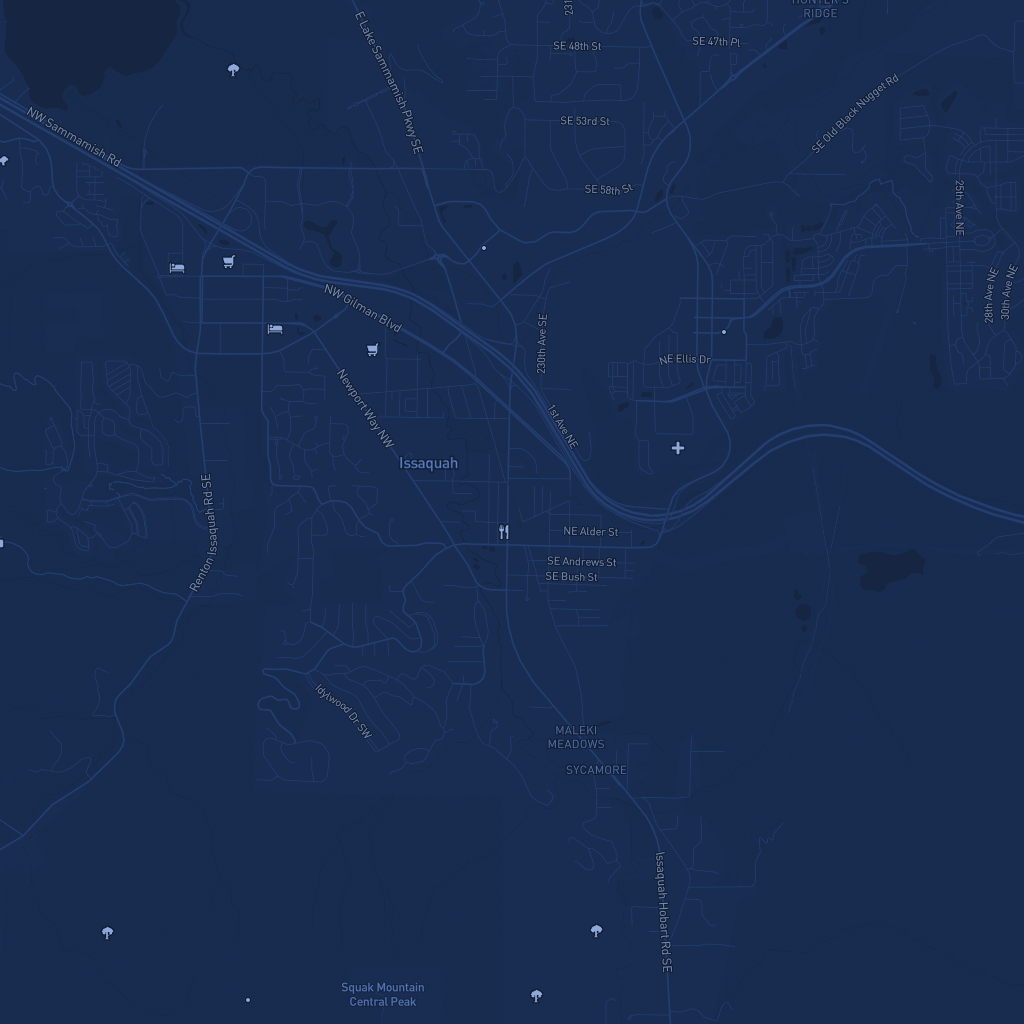 HUNTER'S
RIDGE
231
SE 48th St
SE 47th Pl
E Lake Sammamish Pkwy SE
NW Sammamish Rd
SE Old Black Nugget Rd
SE 53rd St
SE 58th St
25th Ave NE
28th Ave NE
30th Ave NE
NW Gilman Blvd
230th Ave SE
NE Ellis Dr
Newport Way NW
1st Ave NE
Issaquah
Renton Issaquah Rd SE
NE Alder St
SE Andrews St
SE Bush St
Idylwood Dr SW
MALEKI
MEADOWS
SYCAMORE
Issaquah Hobart Rd SE
Squak Mountain
Central Peak